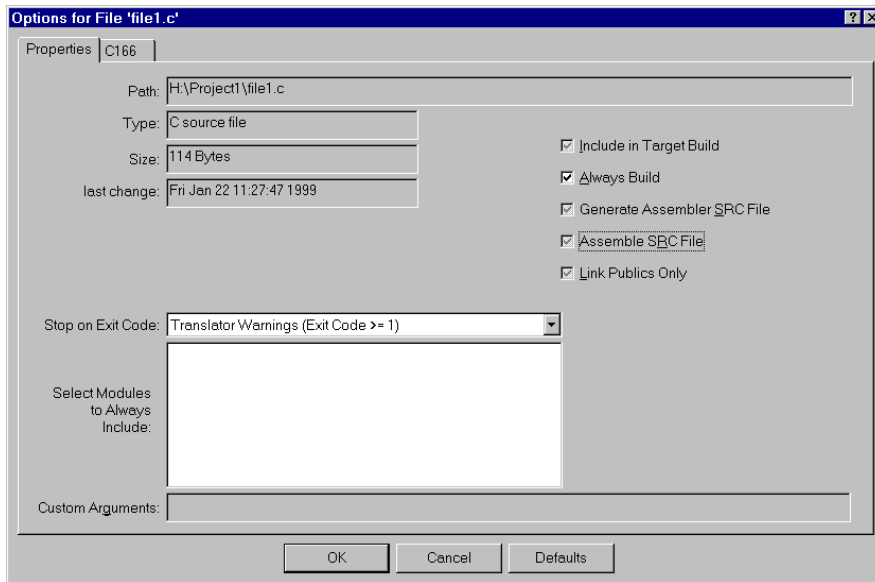 Options for File 'file1.c'
Properties C166
Path: H:\Project1\file1.c
Type: C source file
Size: 114 Bytes
last change: Fri Jan 22 11:27:47 1999
Include in Target Build
Always Build
Generate Assembler SRC File
Assemble SRC File
Link Publics Only
Stop on Exit Code: Translator Warnings (Exit Code >= 1)
Select Modules
to Always
Include:
Custom Arguments:
OK Cancel Defaults